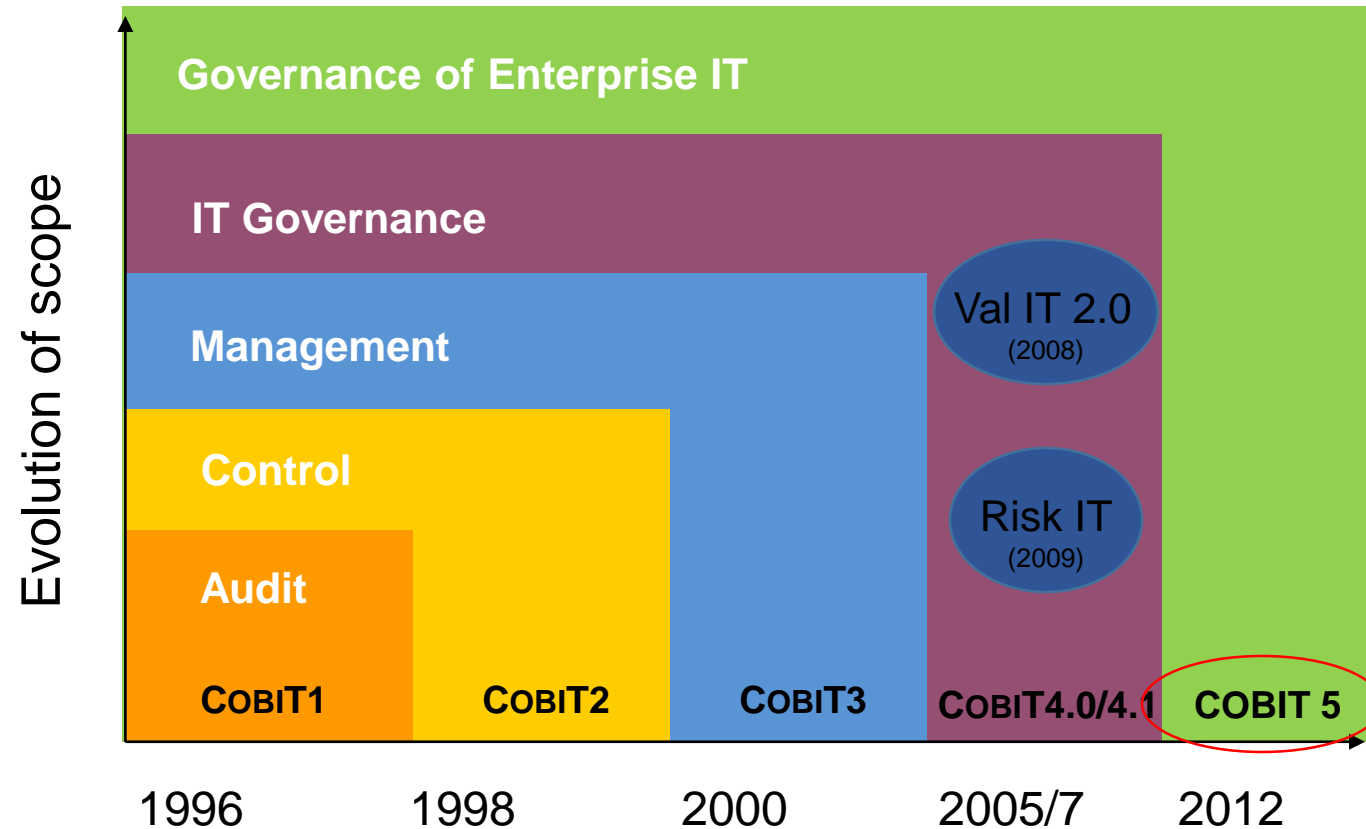 Evolution of scope
Governance of Enterprise IT
IT Governance
Val IT 2.0
(2008)
Management
Control
Risk IT
(2009)
Audit
COBIT1
COBIT2
COBIT3
COBIT4.0/4.1
COBIT 5
1996
1998
2000
2005/7
2012